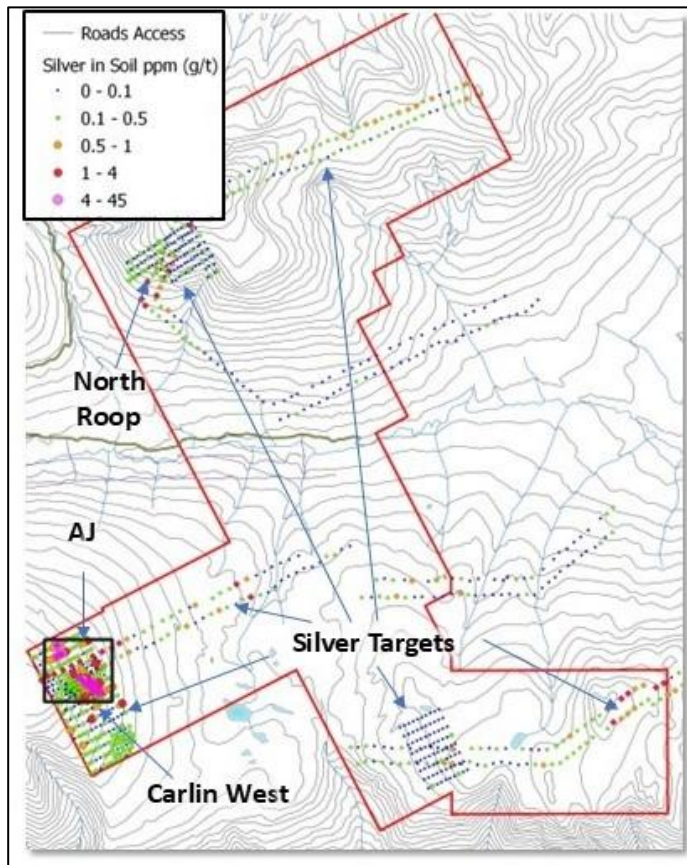 Roads Access
Silver in Soil ppm (g/t)
0 - 0.1
0.1 - 0.5
0.5 - 1
1 - 4
4 - 45
North
Roop
AJ
Silver Targets
Carlin West